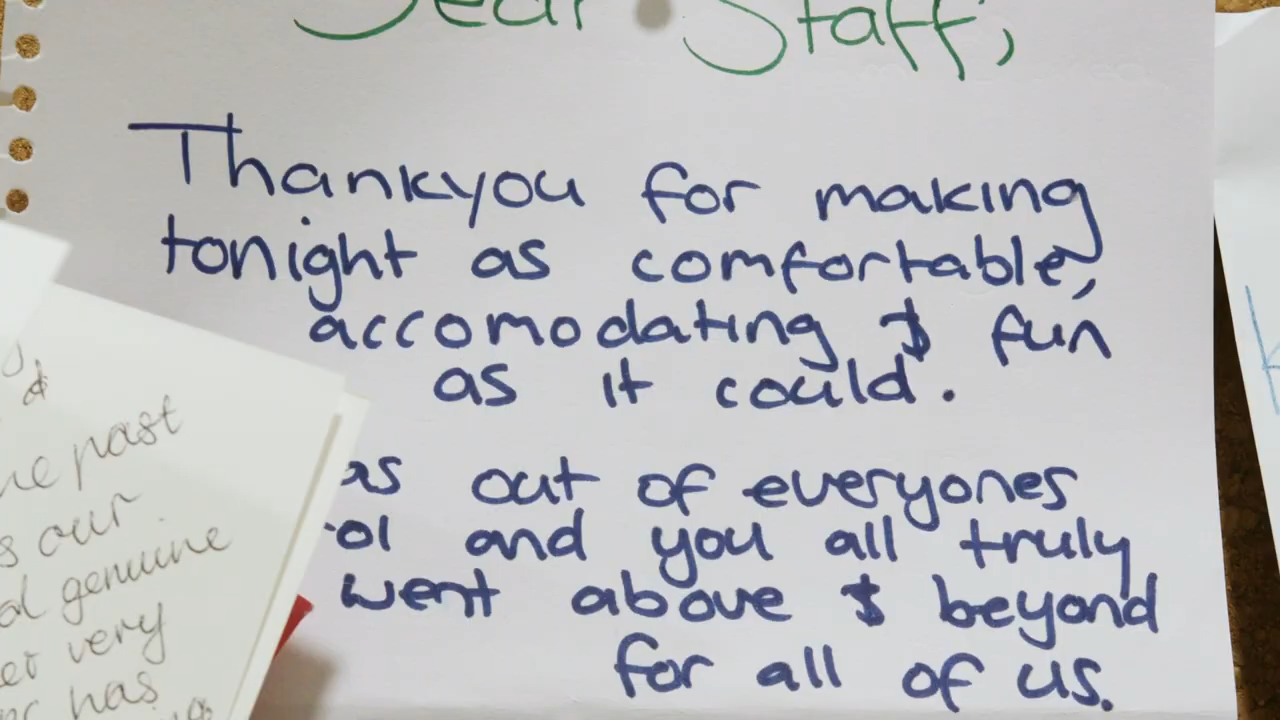 Dear Staff,
Thankyou for making
tonight as comfortable,
accomodating & fun
as it could.
out of everyones
and you all truly
went above & beyond
for all of us.
past
our
genuine
very
has